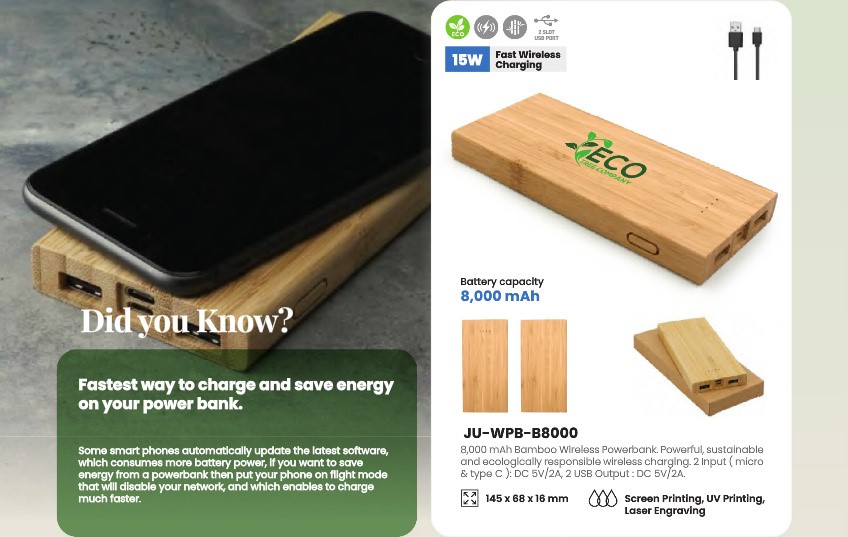 Did you Know?
Fastest way to charge and save energy
on your power bank.
Some smart phones automatically update the latest software,
which consumes more battery power, if you want to save
energy from a powerbank then put your phone on flight mode
that will disable your network, and which enables to charge
much faster.
ECO
2 SLOT
USB PORT
15W
Fast Wireless
Charging
ECO
FREE COMPANY
Battery capacity
8,000 mAh
JU-WPB-B8000
8,000 mAh Bamboo Wireless Powerbank. Powerful, sustainable
and ecologically responsible wireless charging. 2 Input ( micro
& type C ): DC 5V/2A, 2 USB Output : DC 5V/2A.
145 x 68 x 16 mm
Screen Printing, UV Printing,
Laser Engraving